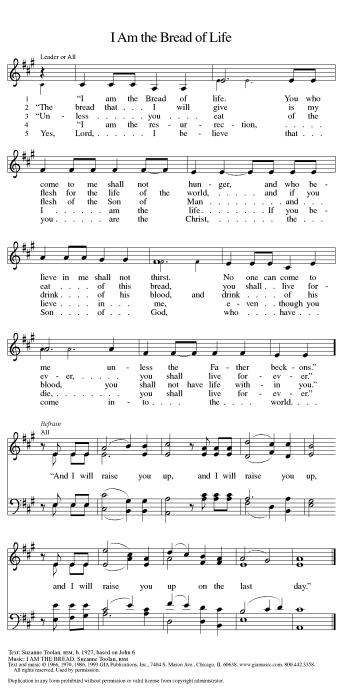 I Am the Bread of Life
Leader or All
1 "I am the Bread of life. You who
2 "The bread that . . . I will give is my
3 "Un - less . . . . . . you . . . . eat of the
4 "I am the res - ur - rec - tion, . . . . .
5 Yes, Lord, . . . . I be - lieve that . . .
come to me shall not hun - ger, and who be -
flesh for the life of the world, . . . . . and if you
flesh of the Son of Man . . . . . . . and
I . . . . . . . . . . . life. . . . . . If you be -
you . . . . are the Christ, . . . . . . the
lieve in me shall not thirst. No one can come to
eat . . . . of this bread, you shall . . live for -
drink . . . . of his blood, and drink . . . of his
lieve . . . in . . . . me, e - ven . . though you
Son . . . . of . . . God, who . . . . have . . .
me un - less the Fa - ther beck - ons."
ev - er, . . . . . you shall live for - ev - er."
blood, you shall not have life with - in you."
die, . . . . . . you shall live for - ev - er."
come in - to . . . the . . . . world. . . . .
Refrain
All
"And I will raise you up, and I will raise you up,
and I will raise you up on the last day."
Text: Suzanne Toolan, RSM, b. 1927, based on John 6
Music: I AM THE BREAD, Suzanne Toolan, RSM
Text and music © 1966, 1970, 1986, 1993 GIA Publications, Inc., 7404 S. Mason Ave., Chicago, IL 60638, www.giamusic.com, 800.442.3358.
All rights reserved. Used by permission.
Duplication in any form prohibited without permission or valid license from copyright administrator.